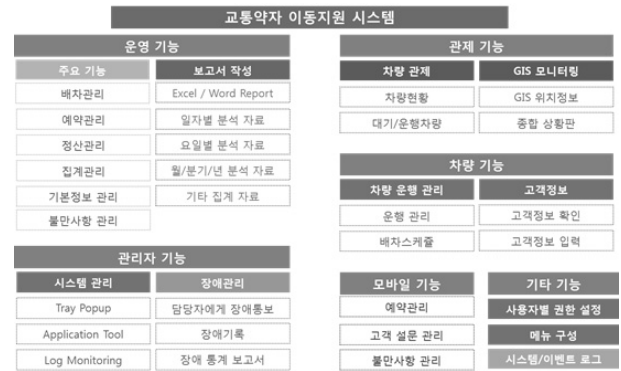 교통약자 이동지원 시스템
운영 기능
주요 기능
보고서 작성
배차관리
Excel / Word Report
예약관리
일자별 분석 자료
정산관리
요일별 분석 자료
집계관리
월/분기/년 분석 자료
기본정보 관리
기타 집계 자료
불만사항 관리
관제 기능
차량 관제
GIS 모니터링
차량현황
GIS 위치정보
대기/운행차량
종합 상황판
차량 기능
차량 운행 관리
고객정보
운행 관리
고객정보 확인
배차스케쥴
고객정보 입력
관리자 기능
시스템 관리
장애관리
Tray Popup
담당자에게 장애통보
Application Tool
장애기록
Log Monitoring
장애 통계 보고서
모바일 기능
예약관리
고객 설문 관리
불만사항 관리
기타 기능
사용자별 권한 설정
메뉴 구성
시스템/이벤트 로그